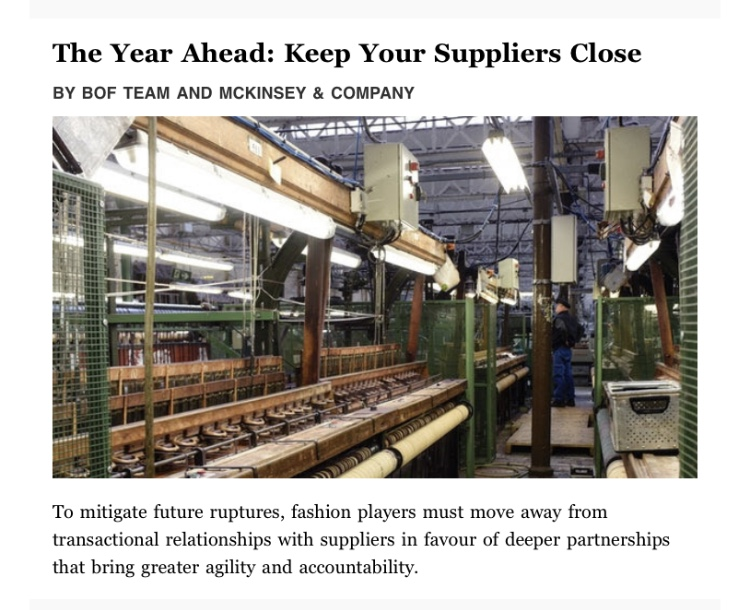 The Year Ahead: Keep Your Suppliers Close
BY BOF TEAM AND MCKINSEY & COMPANY
To mitigate future ruptures, fashion players must move away from
transactional relationships with suppliers in favour of deeper partnerships
that bring greater agility and accountability.